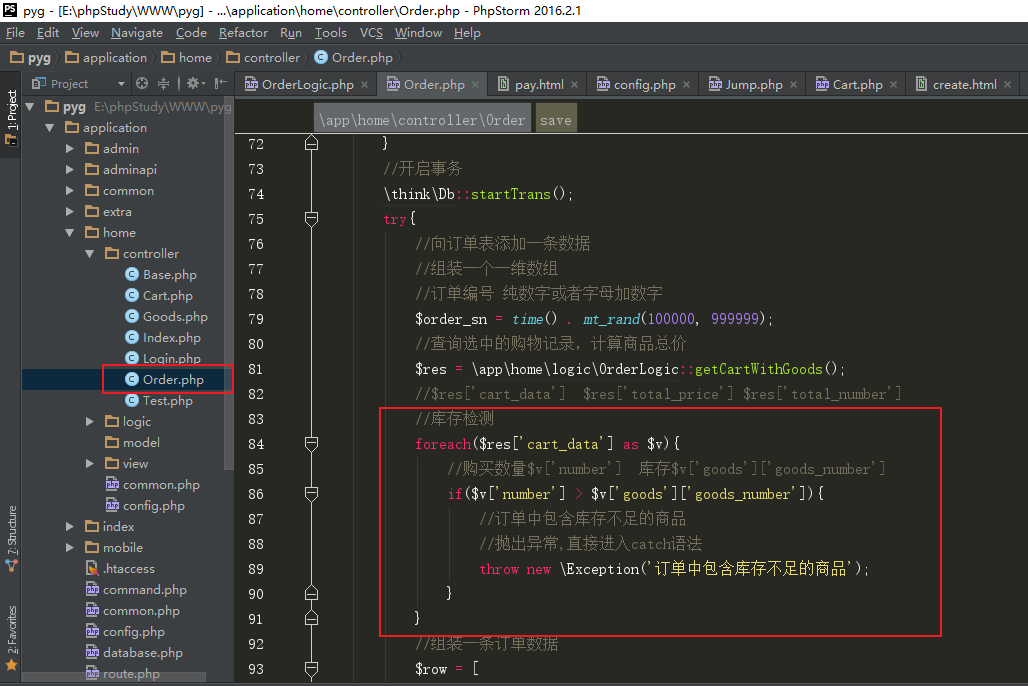 pyg - [E:\phpStudy\WWW\pyg] - ...\application\home\controller\Order.php - PhpStorm 2016.2.1
File Edit View Navigate Code Refactor Run Tools VCS Window Help
pyg application home controller Order.php
1: Project
7: Structure
2: Favorites
Project
pyg E:\phpStudy\WWW\pyg
application
admin
adminapi
common
extra
home
controller
Base.php
Cart.php
Goods.php
Index.php
Login.php
Order.php
Test.php
logic
model
view
common.php
config.php
index
mobile
.htaccess
command.php
common.php
config.php
database.php
route.php
OrderLogic.php Order.php pay.html config.php Jump.php Cart.php create.html
\app\home\controller\Order save
72 }
73 //开启事务
74 \think\Db::startTrans();
75 try{
76 //向订单表添加一条数据
77 //组装一个一维数组
78 //订单编号 纯数字或者字母加数字
79 $order_sn = time() . mt_rand(100000, 999999);
80 //查询选中的购物记录，计算商品总价
81 $res = \app\home\logic\OrderLogic::getCartWithGoods();
82 //$res['cart_data'] $res['total_price'] $res['total_number']
83 //库存检测
84 foreach($res['cart_data'] as $v){
85 //购买数量$v['number'] 库存$v['goods']['goods_number']
86 if($v['number'] > $v['goods']['goods_number']){
87 //订单中包含库存不足的商品
88 //抛出异常,直接进入catch语法
89 throw new \Exception('订单中包含库存不足的商品');
90 }
91 }
92 //组装一条订单数据
93 $row = [